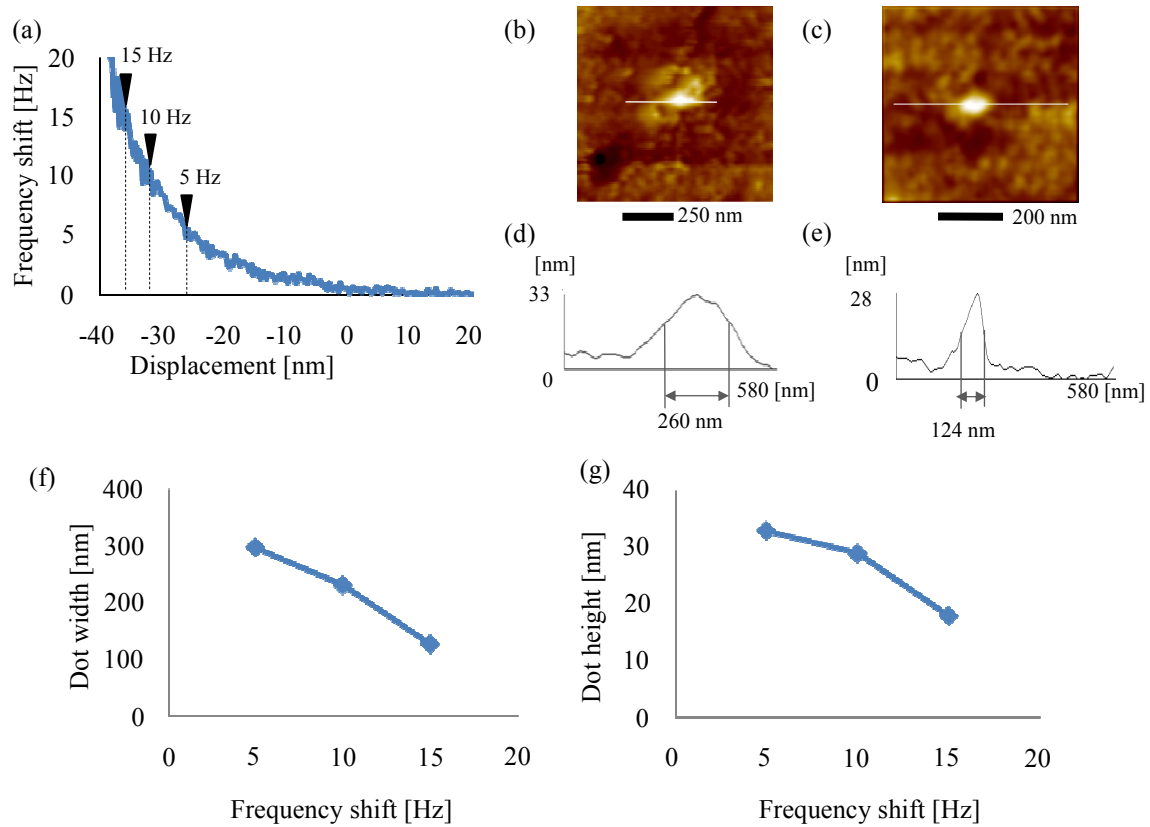 (a)
Frequency shift [Hz]
20
15
10
5
0
15 Hz
10 Hz
5 Hz
-40 -30 -20 -10 0 10 20
Displacement [nm]
(b)
250 nm
(c)
200 nm
(d)
[nm]
33
0
580 [nm]
260 nm
(e)
[nm]
28
0
580 [nm]
124 nm
(f)
Dot width [nm]
400
300
200
100
0
0 5 10 15 20
Frequency shift [Hz]
(g)
Dot height [nm]
40
30
20
10
0
0 5 10 15 20
Frequency shift [Hz]